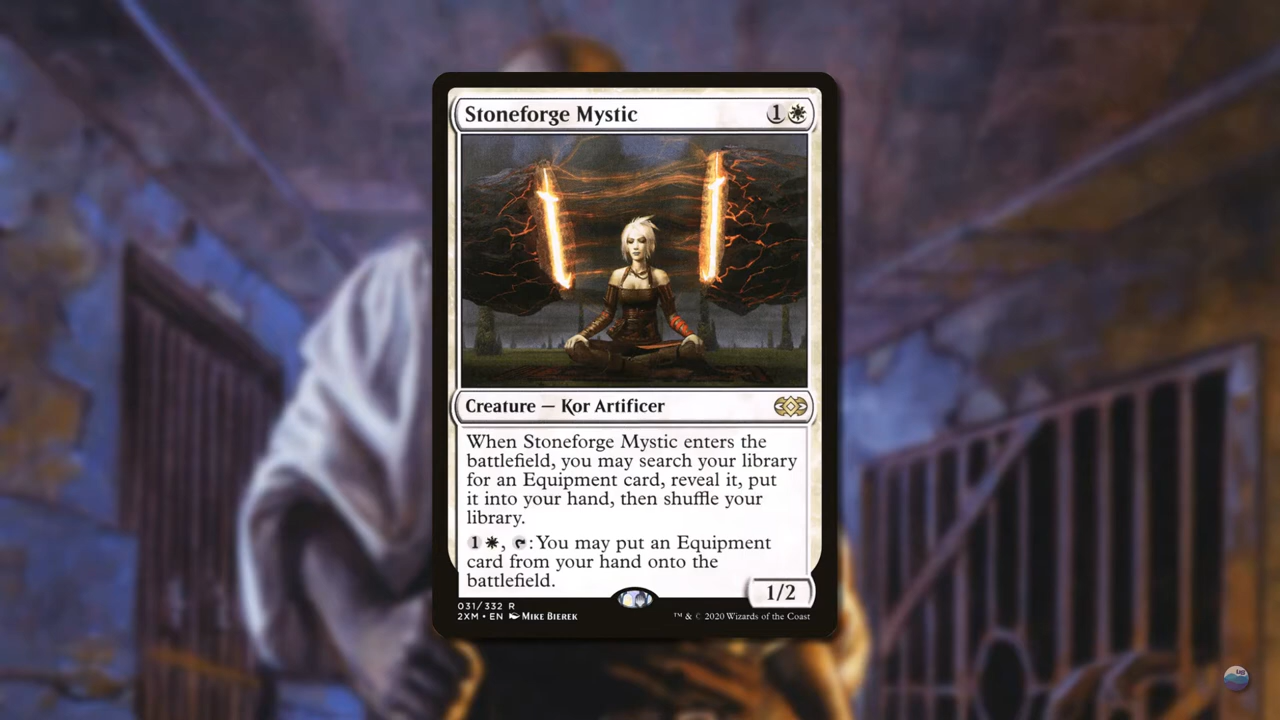 Stoneforge Mystic 1
Creature — Kor Artificer
When Stoneforge Mystic enters the
battlefield, you may search your library
for an Equipment card, reveal it, put
it into your hand, then shuffle your
library.
1 , : You may put an Equipment
card from your hand onto the
battlefield.
1/2
031/332 R
2XM • EN MIKE BIEREK
™ & © 2020 Wizards of the Coast